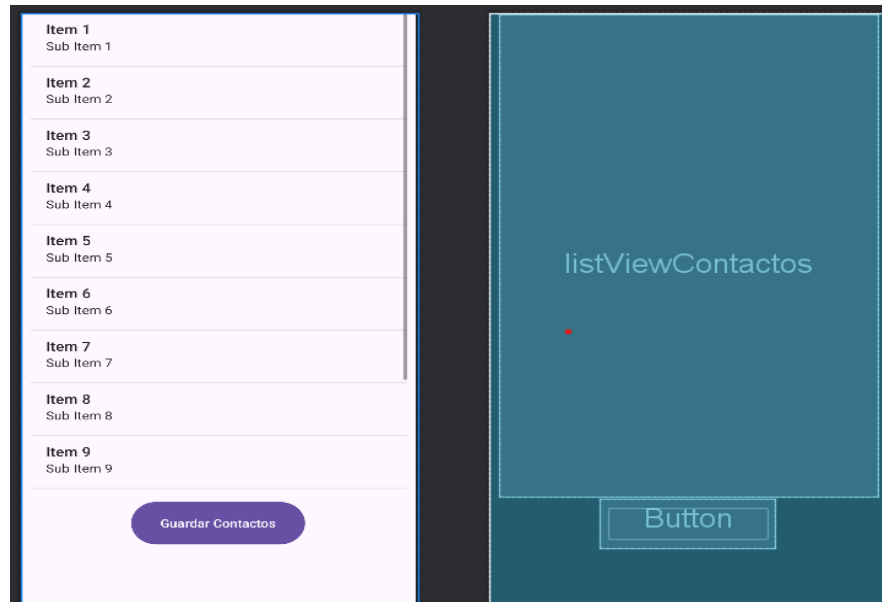 Item 1
Sub Item 1
Item 2
Sub Item 2
Item 3
Sub Item 3
Item 4
Sub Item 4
Item 5
Sub Item 5
Item 6
Sub Item 6
Item 7
Sub Item 7
Item 8
Sub Item 8
Item 9
Sub Item 9
Guardar Contactos
listViewContactos
Button